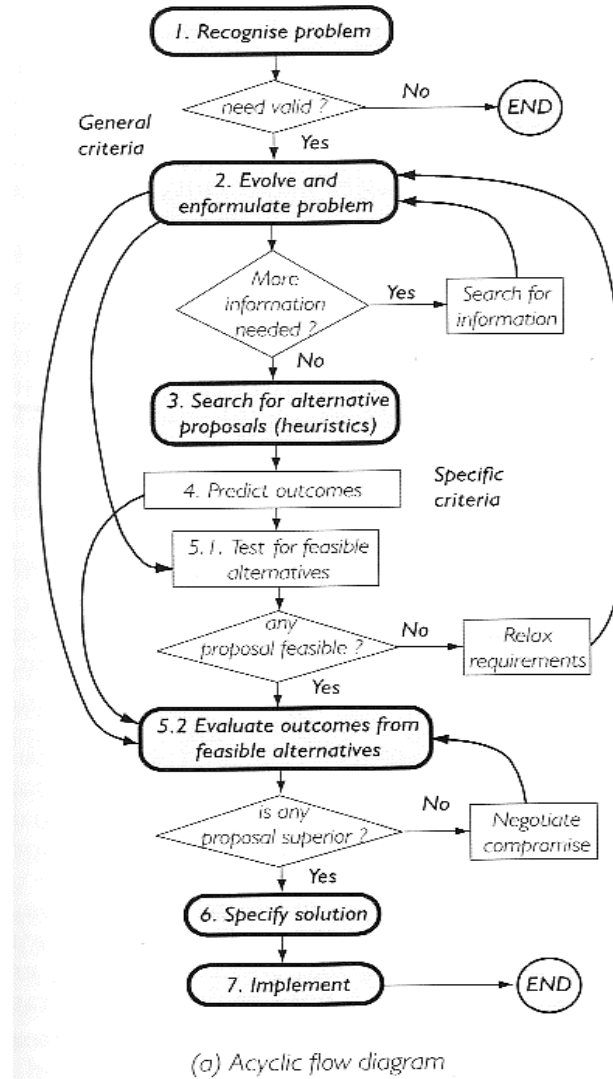 1. Recognise problem
need valid ?
No
END
General
criteria
Yes
2. Evolve and
enformulate problem
More
information
needed ?
Yes
Search for
information
No
3. Search for alternative
proposals (heuristics)
4. Predict outcomes
Specific
criteria
5.1. Test for feasible
alternatives
any
proposal feasible ?
No
Relax
requirements
Yes
5.2 Evaluate outcomes from
feasible alternatives
is any
proposal superior ?
No
Negotiate
compromise
Yes
6. Specify solution
7. Implement
END
(a) Acyclic flow diagram